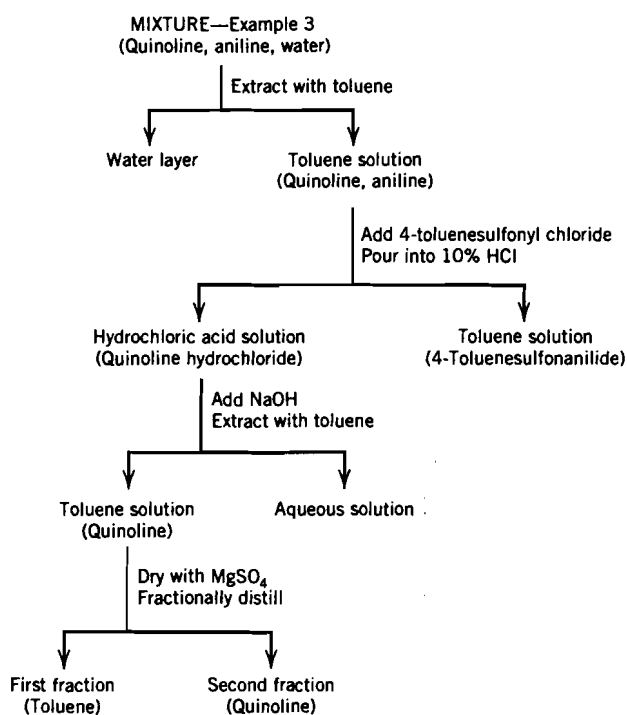 MIXTURE—Example 3
(Quinoline, aniline, water)
Extract with toluene
Water layer
Toluene solution
(Quinoline, aniline)
Add 4-toluenesulfonyl chloride
Pour into 10% HCl
Hydrochloric acid solution
(Quinoline hydrochloride)
Toluene solution
(4-Toluenesulfonanilide)
Add NaOH
Extract with toluene
Toluene solution
(Quinoline)
Aqueous solution
Dry with MgSO₄
Fractionally distill
First fraction
(Toluene)
Second fraction
(Quinoline)